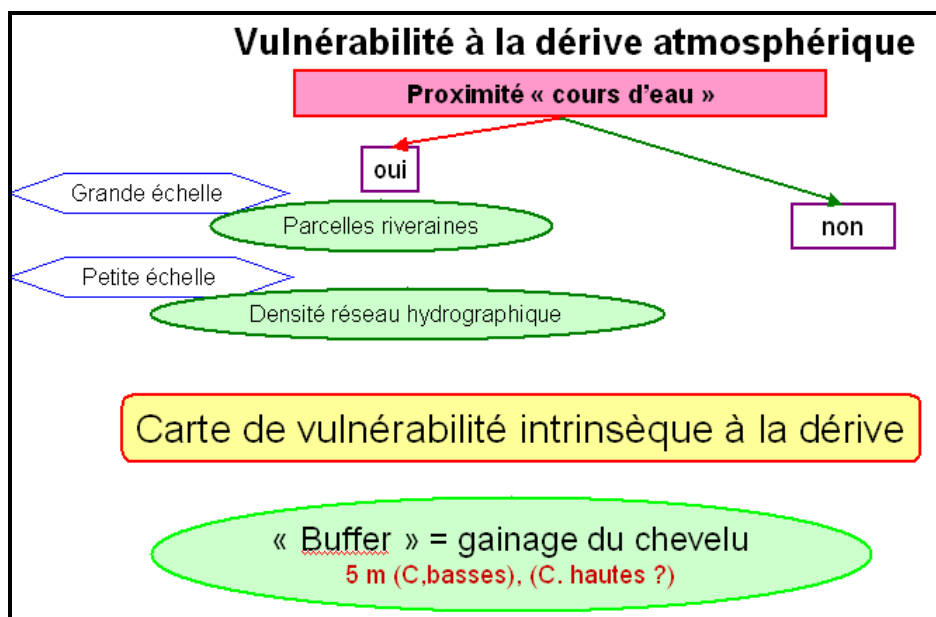 Vulnérabilité à la dérive atmosphérique
Proximité « cours d'eau »
oui
Grande échelle
Parcelles riveraines
non
Petite échelle
Densité réseau hydrographique
Carte de vulnérabilité intrinsèque à la dérive
« Buffer » = gainage du chevelu
5 m (C,basses), (C. hautes ?)